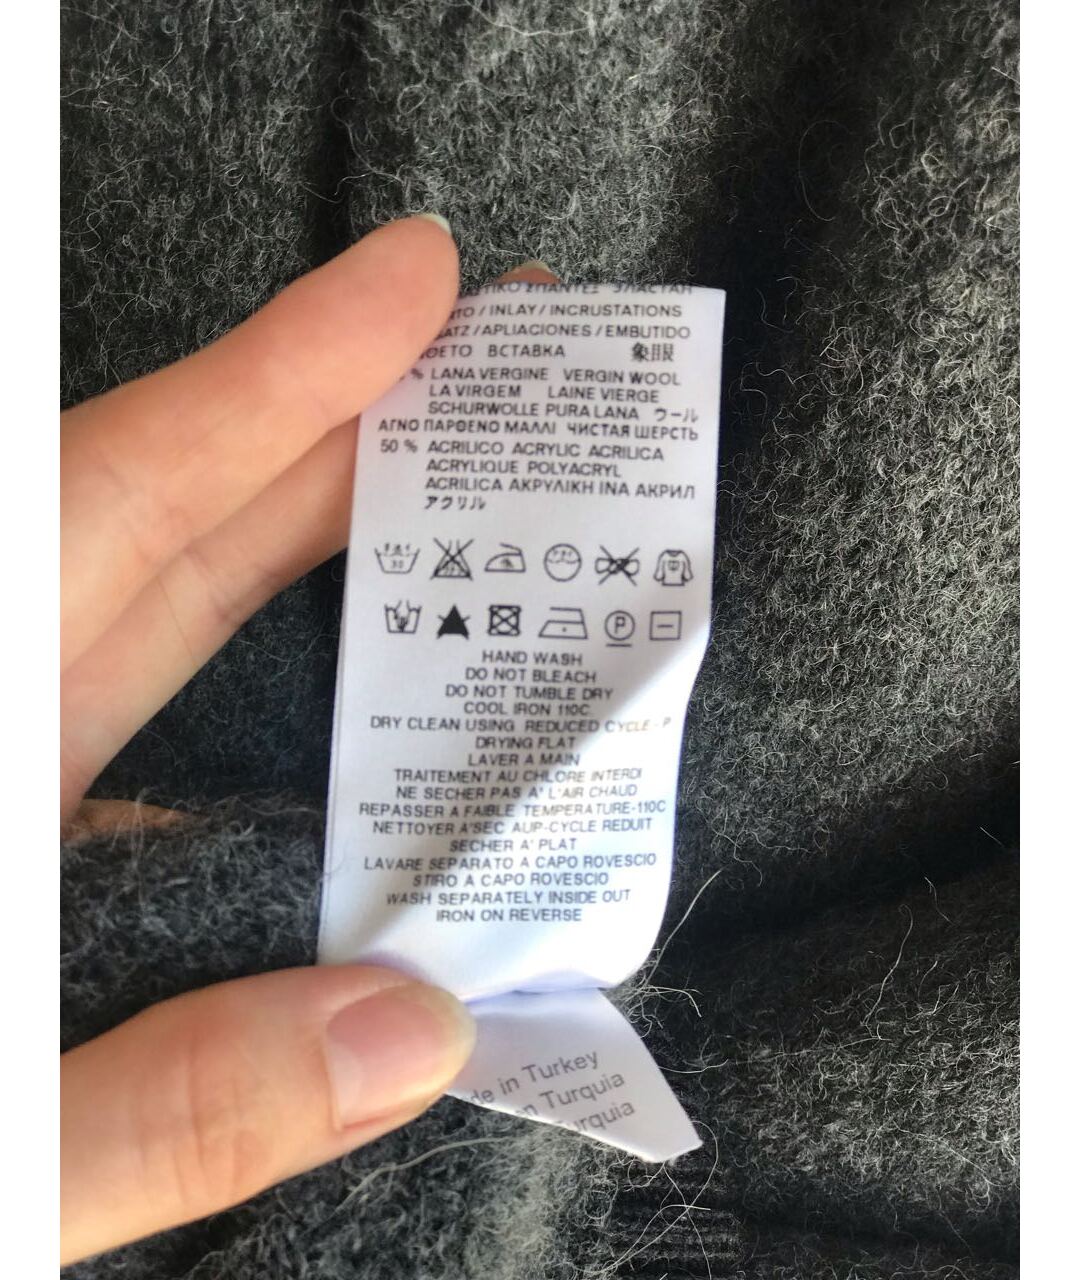 ΣΠΑΝΤΕΞ ЭЛАСТАН
/ INLAY / INCRUSTATIONS
/ APLIACIONES / EMBUTIDO
ВСТАВКА 象眼
% LANA VERGINE VIRGIN WOOL
LA VIRGEM LAINE VIERGE
SCHURWOLLE PURA LANA ウール
ΑΓΝΟ ΠΑΡΘΕΝΟ ΜΑΛΛΙ ЧИСТАЯ ШЕРСТЬ
50 % ACRILICO ACRYLIC ACRILICA
ACRYLIQUE POLYACRYL
ACRILICA ΑΚΡΥΛΙΚΗ ΙΝΑ АКРИЛ
アクリル
30
P
HAND WASH
DO NOT BLEACH
DO NOT TUMBLE DRY
COOL IRON 110C.
DRY CLEAN USING REDUCED CYCLE - P
DRYING FLAT
LAVER A MAIN
TRAITEMENT AU CHLORE INTERDI
NE SECHER PAS A' L'AIR CHAUD
REPASSER A FAIBLE TEMPERATURE-110C
NETTOYER A'SEC AUP-CYCLE REDUIT
SECHER A' PLAT
LAVARE SEPARATO A CAPO ROVESCIO
STIRO A CAPO ROVESCIO
WASH SEPARATELY INSIDE OUT
IRON ON REVERSE
in Turkey
Turquia